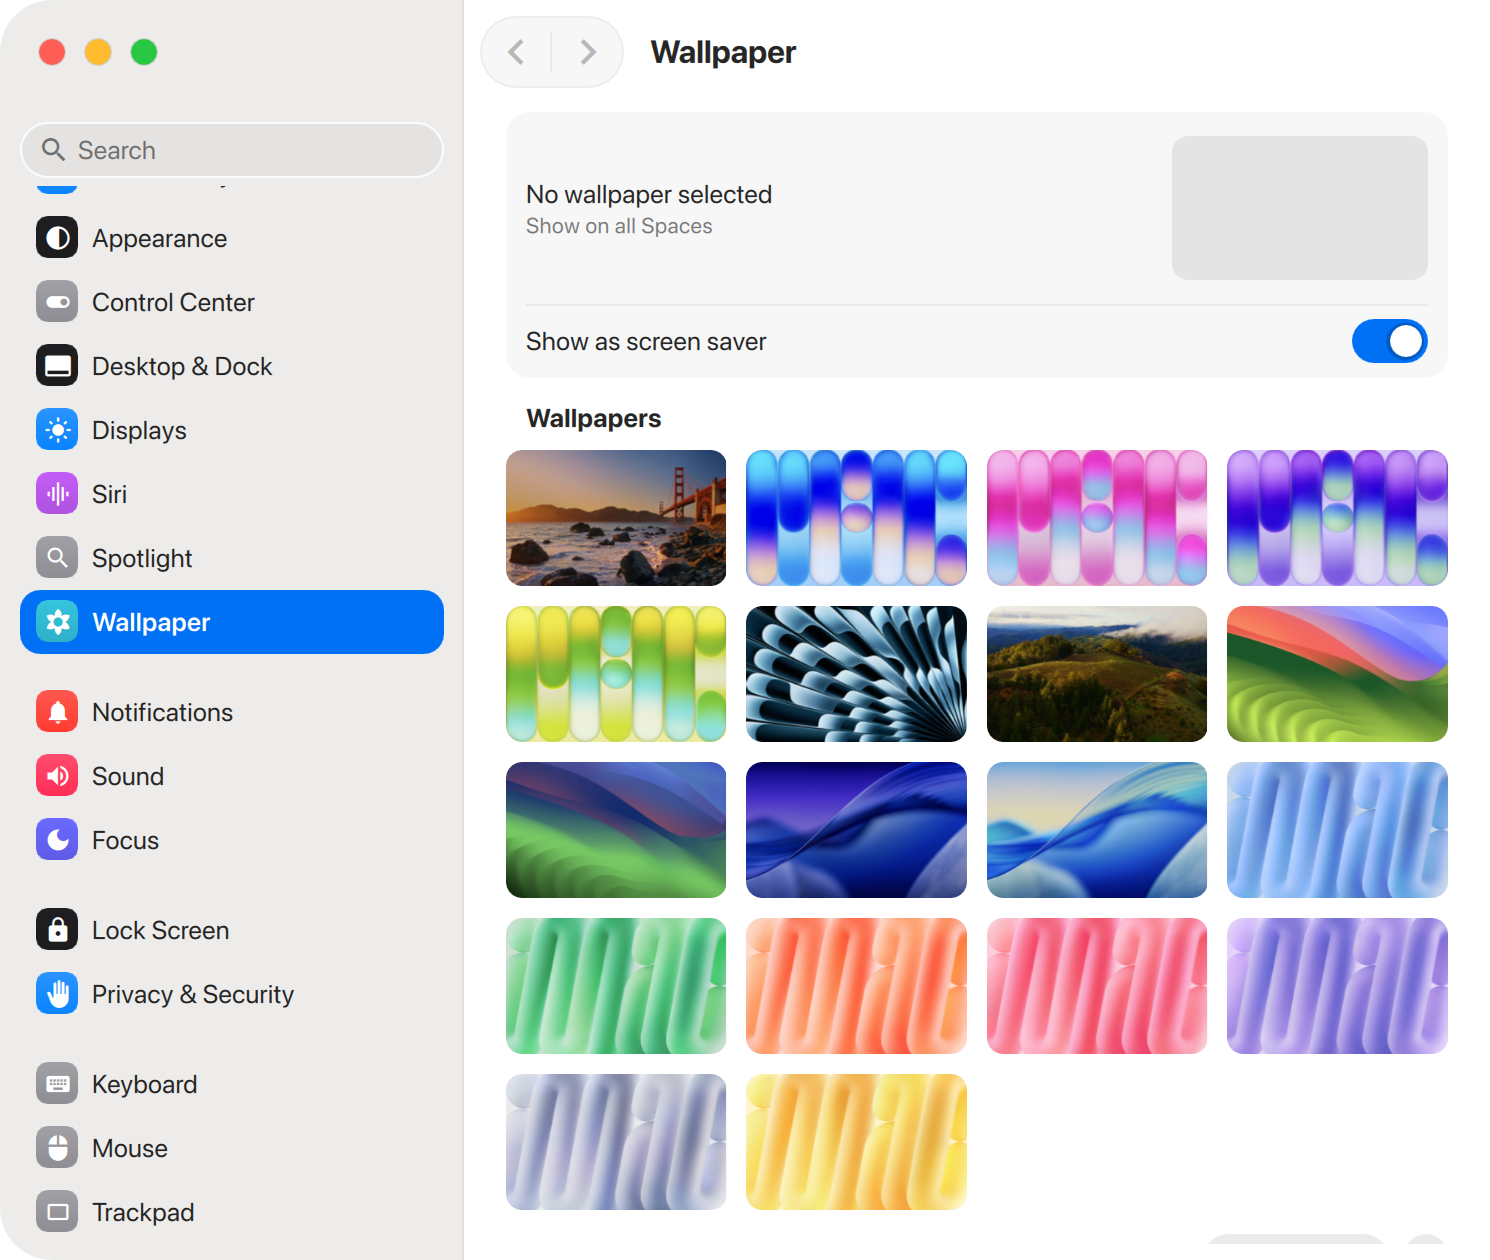 Wallpaper
Search
Appearance
Control Center
Desktop & Dock
Displays
Siri
Spotlight
Wallpaper
Notifications
Sound
Focus
Lock Screen
Privacy & Security
Keyboard
Mouse
Trackpad
No wallpaper selected
Show on all Spaces
Show as screen saver
Wallpapers